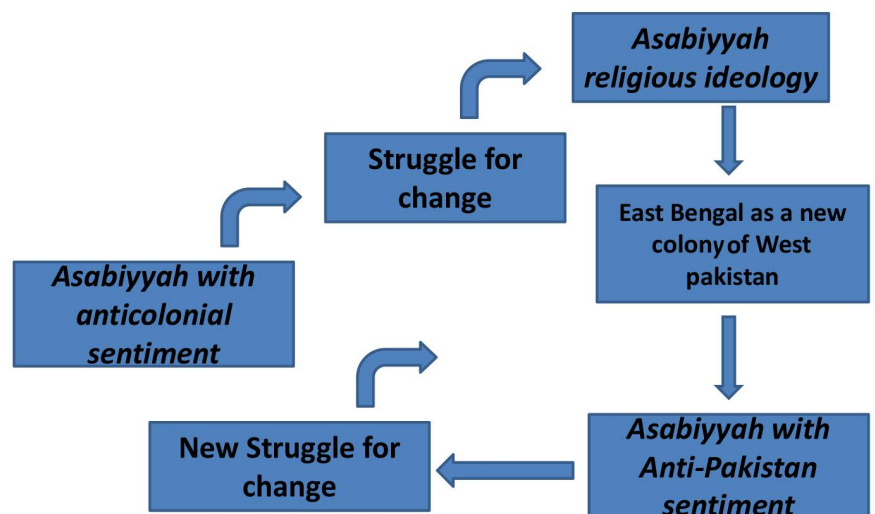 Asabiyyah
religious ideology
Struggle for
change
East Bengal as a new
colony of West
pakistan
Asabiyyah with
anticolonial
sentiment
New Struggle for
change
Asabiyyah with
Anti-Pakistan
sentiment